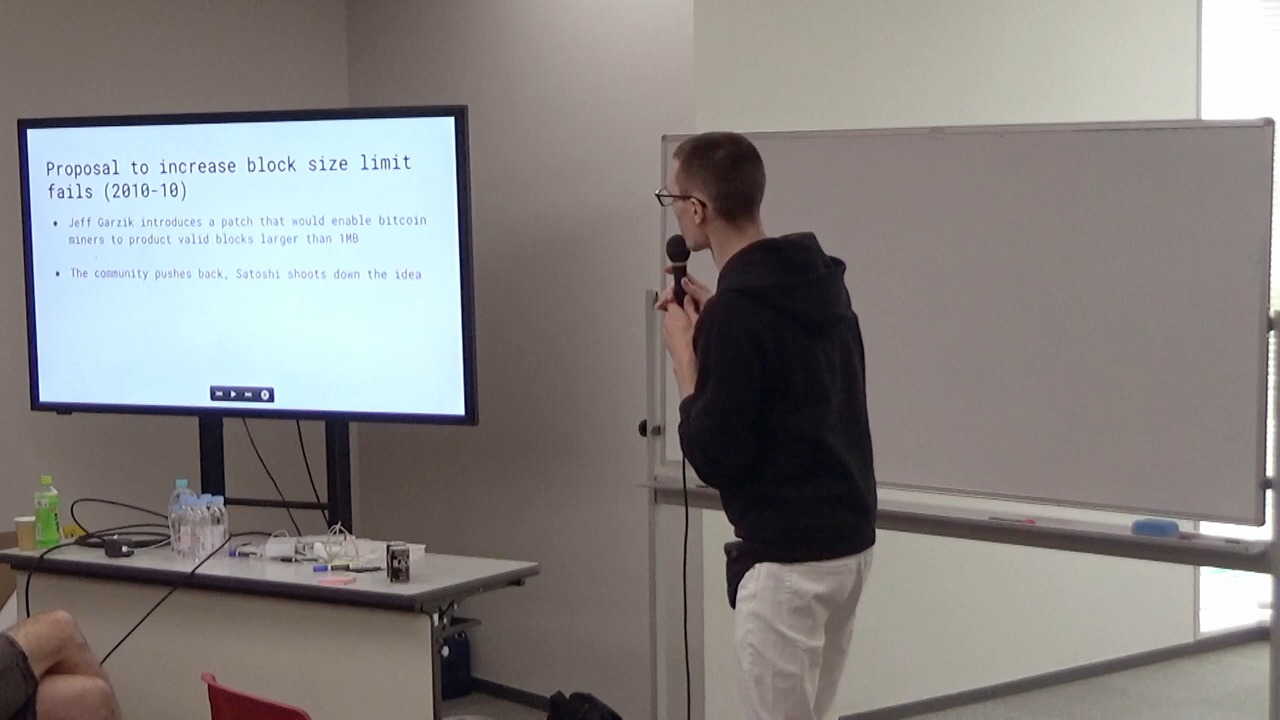 Proposal to increase block size limit
fails (2010-10)
• Jeff Garzik introduces a patch that would enable bitcoin
miners to product valid blocks larger than 1MB
• The community pushes back, Satoshi shoots down the idea